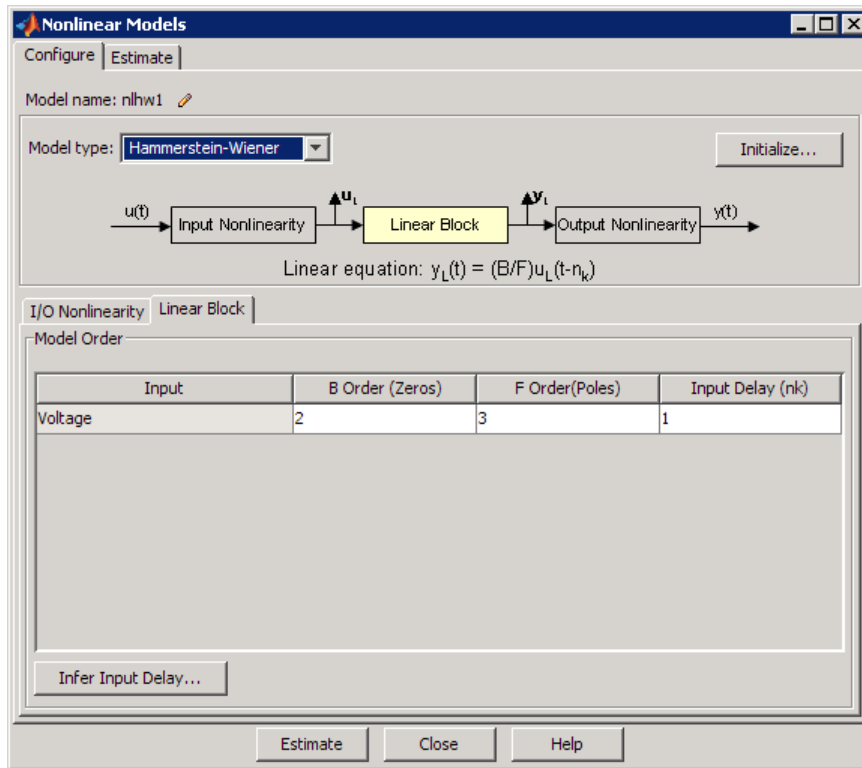 Nonlinear Models
Configure Estimate
Model name: nlhw1
Model type: Hammerstein-Wiener Initialize...
u(t) Input Nonlinearity uL Linear Block yL Output Nonlinearity y(t)
Linear equation: yL(t) = (B/F)uL(t-nk)
I/O Nonlinearity Linear Block
Model Order
Input B Order (Zeros) F Order(Poles) Input Delay (nk)
Voltage 2 3 1
Infer Input Delay...
Estimate Close Help